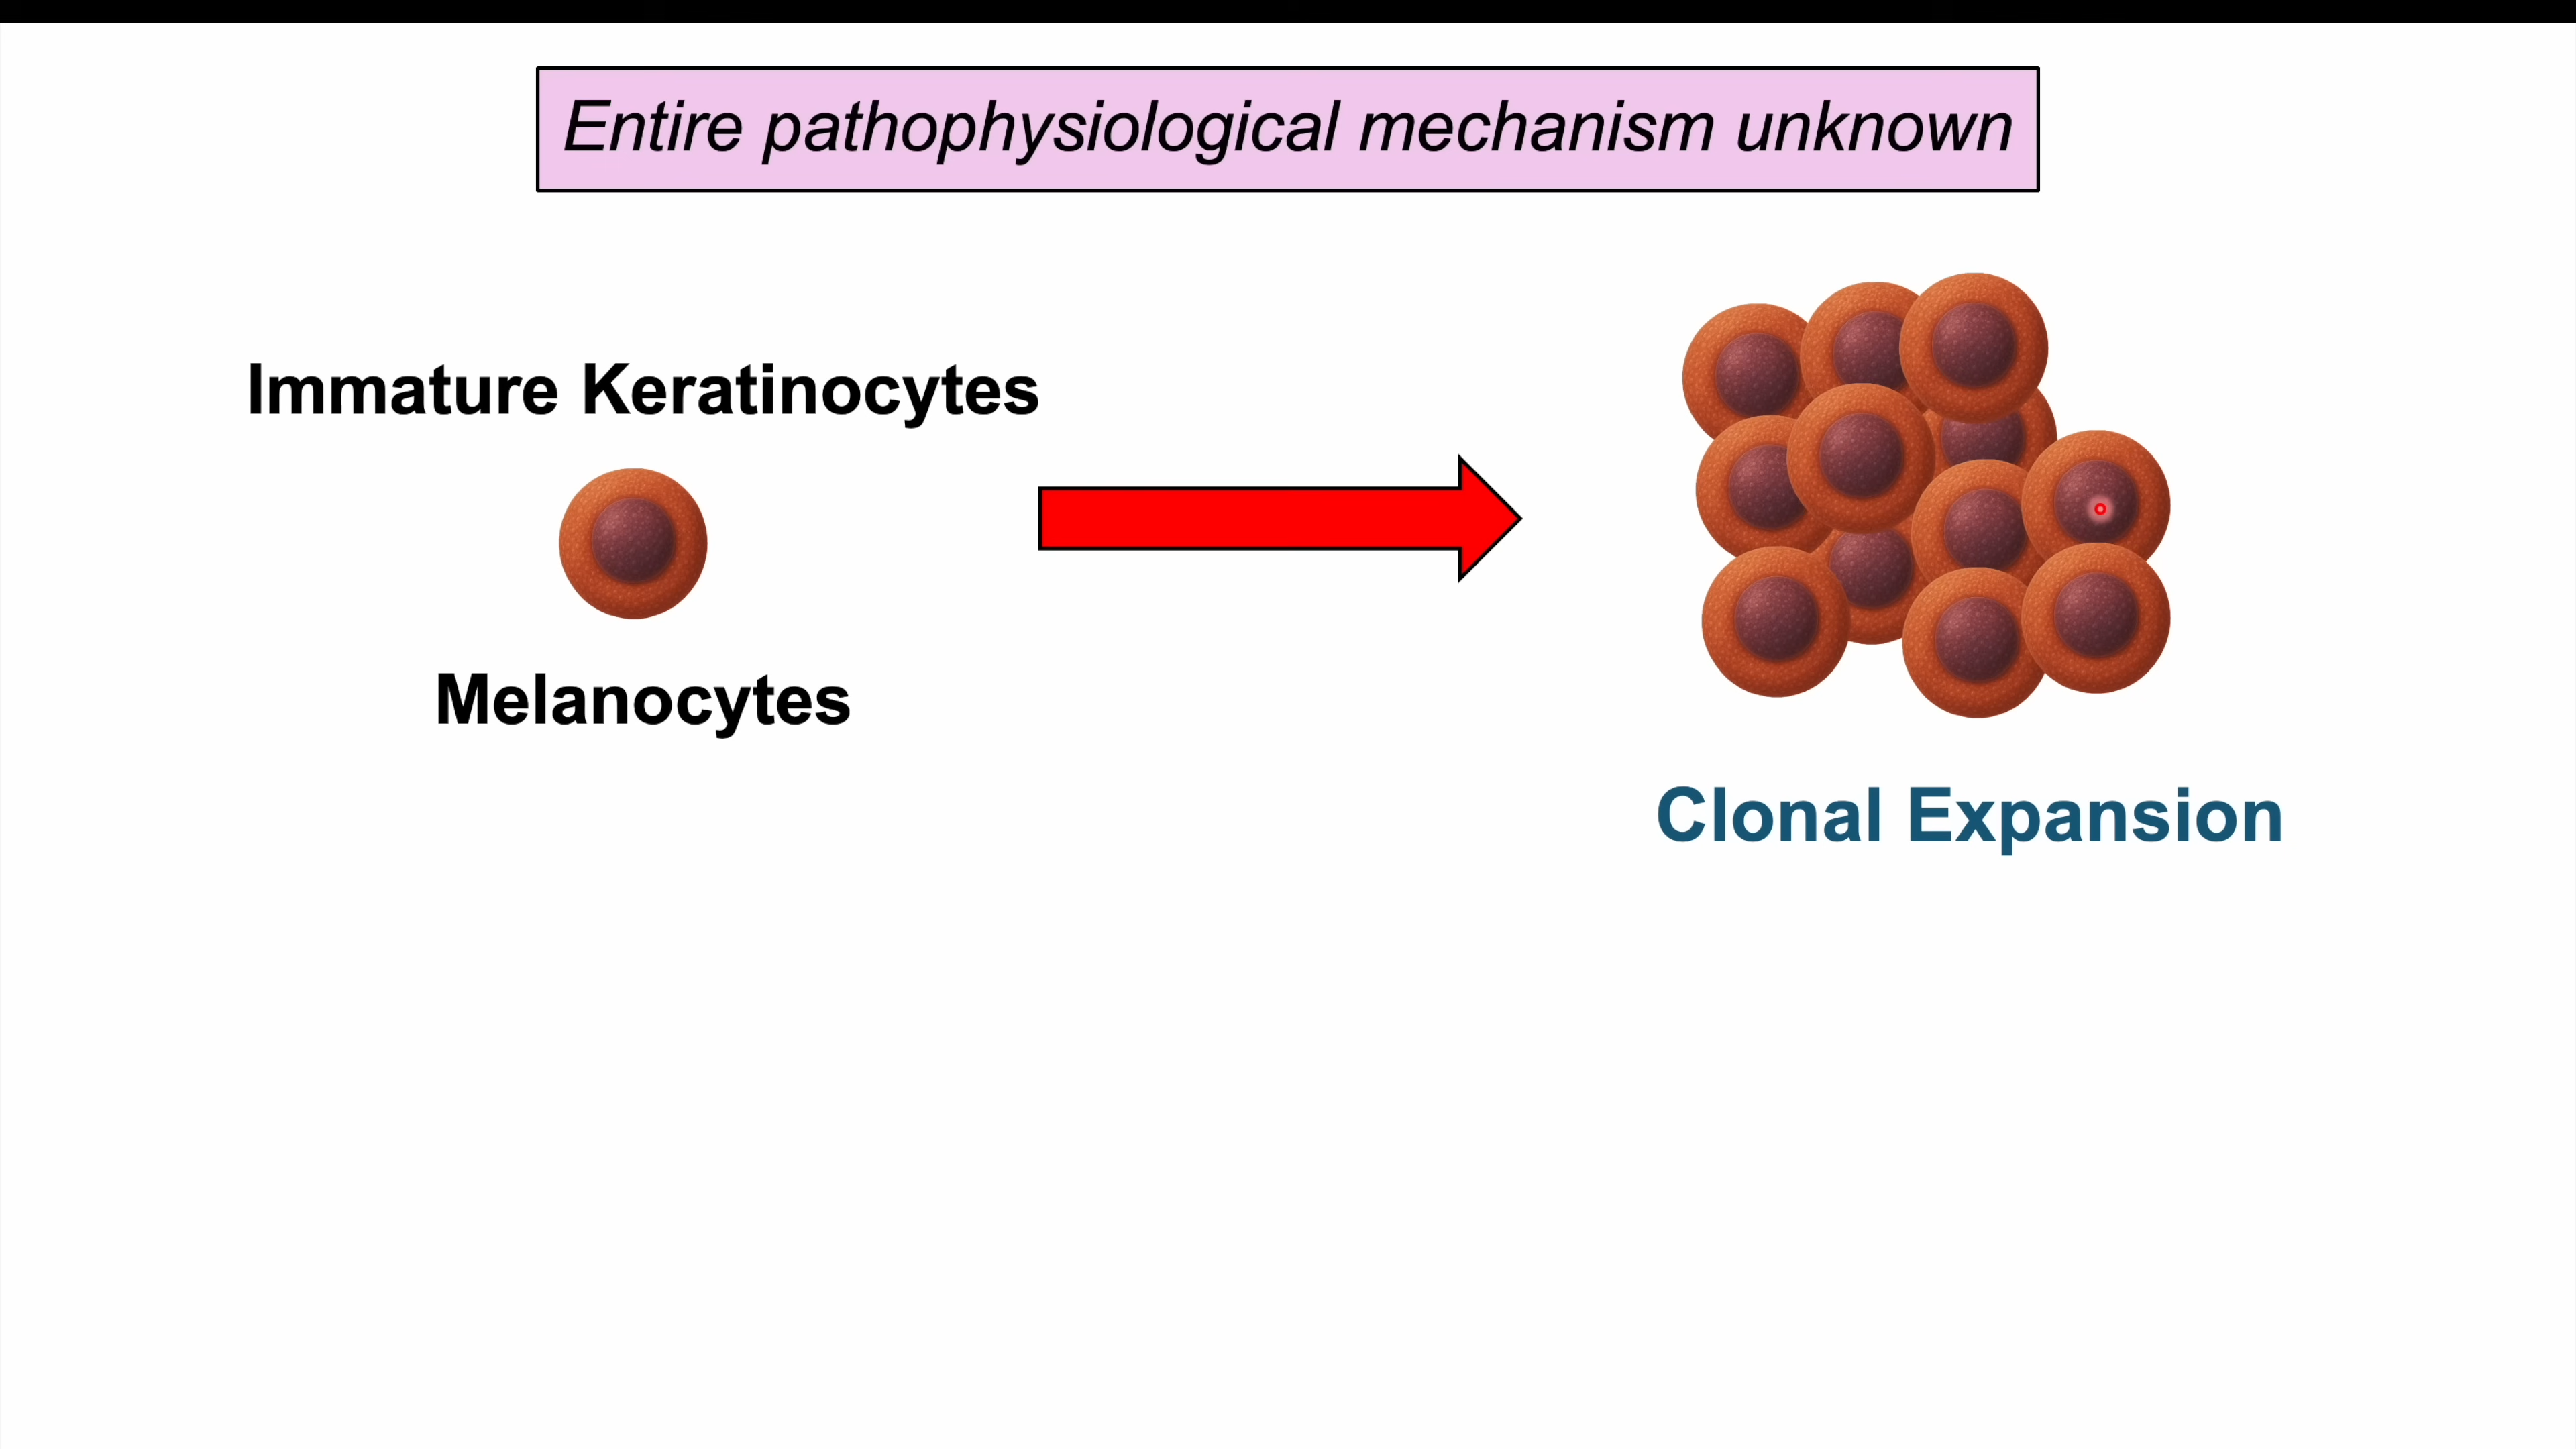 Entire pathophysiological mechanism unknown
Immature Keratinocytes
Melanocytes
Clonal Expansion